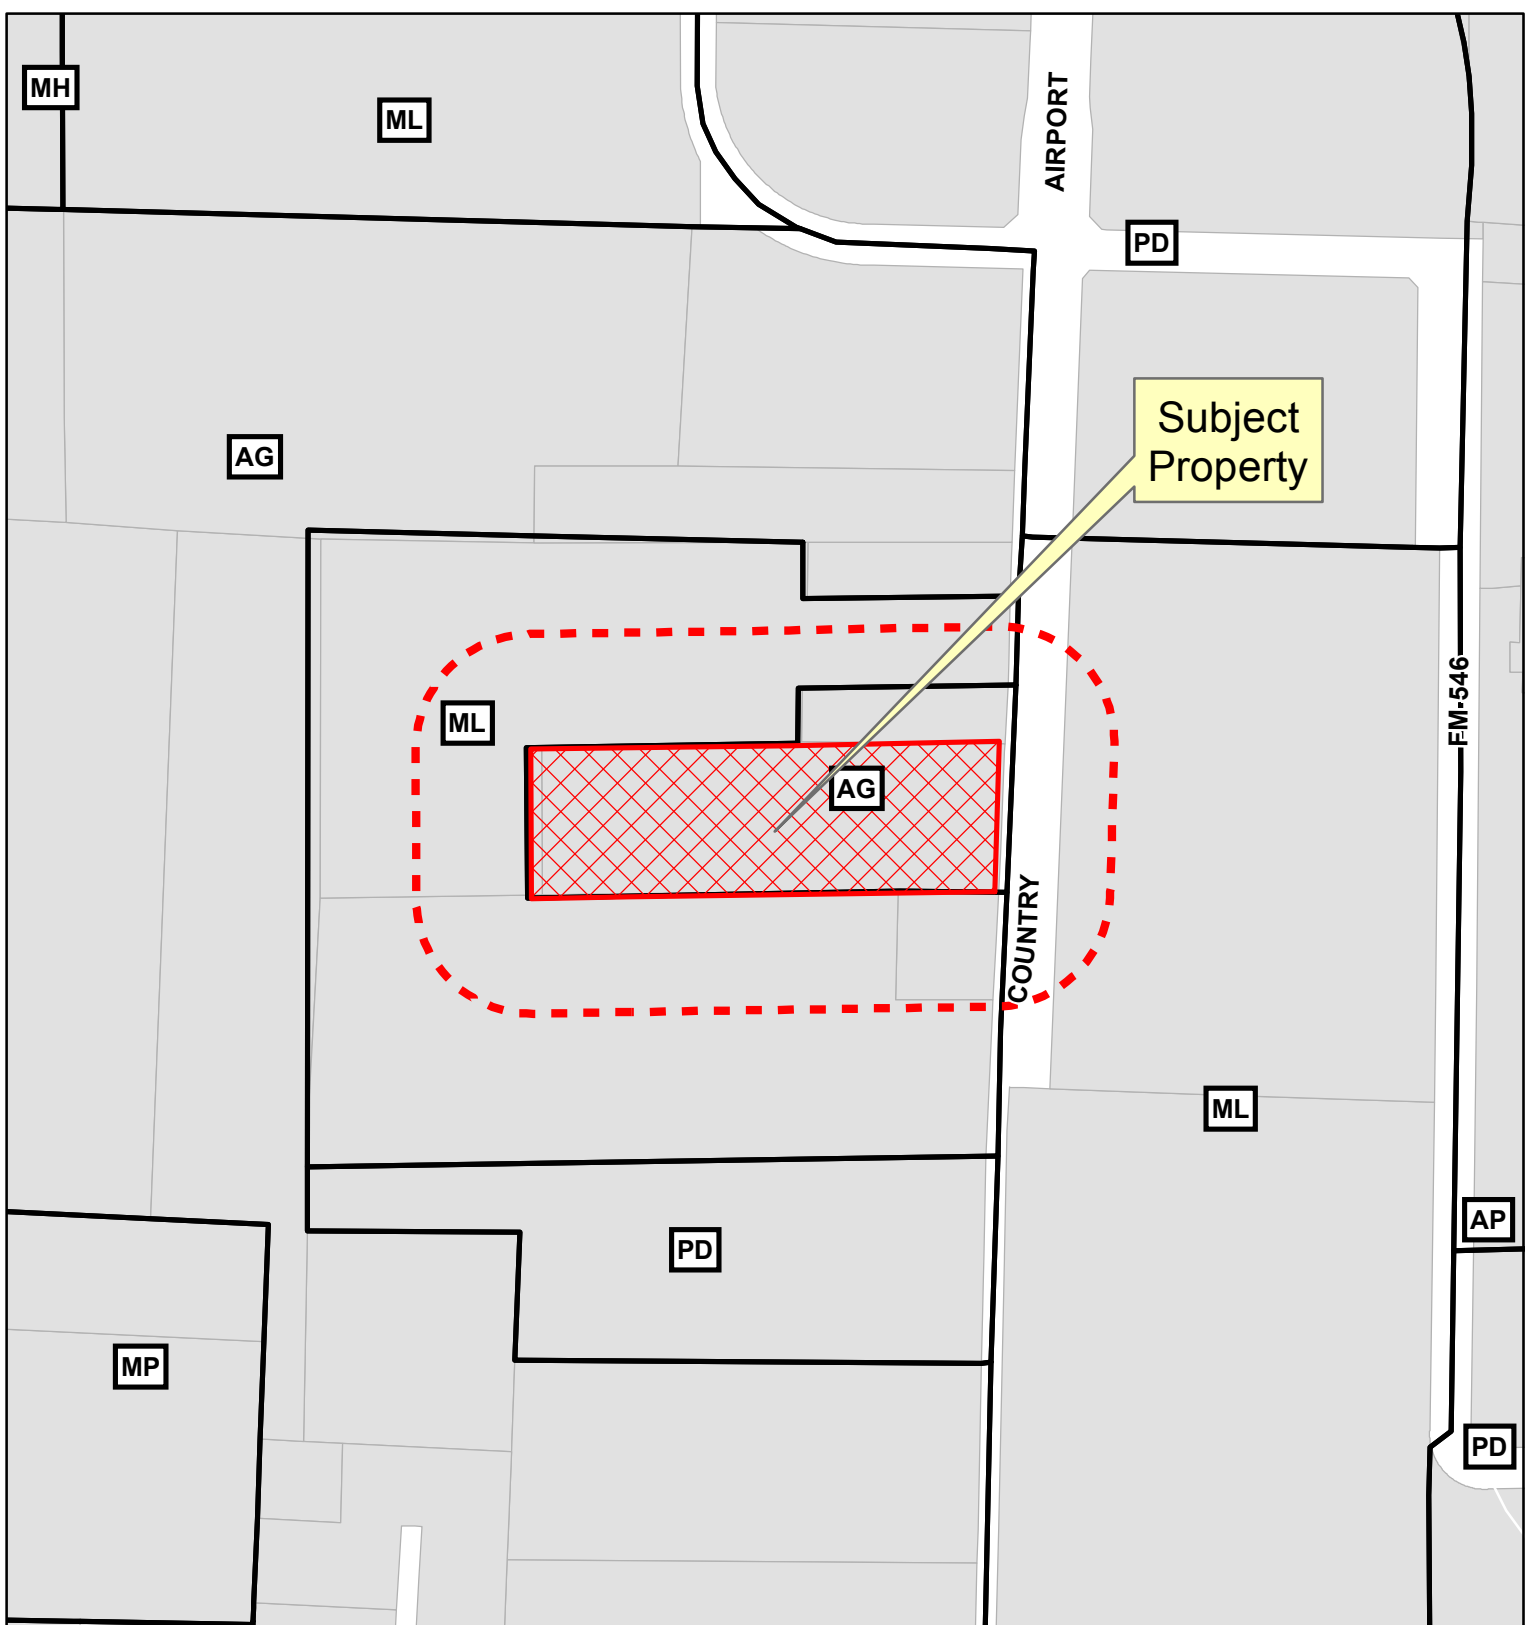 MH
ML
AIRPORT
PD
Subject
Property
AG
ML
FM-546
AG
COUNTRY
ML
AP
PD
MP
PD